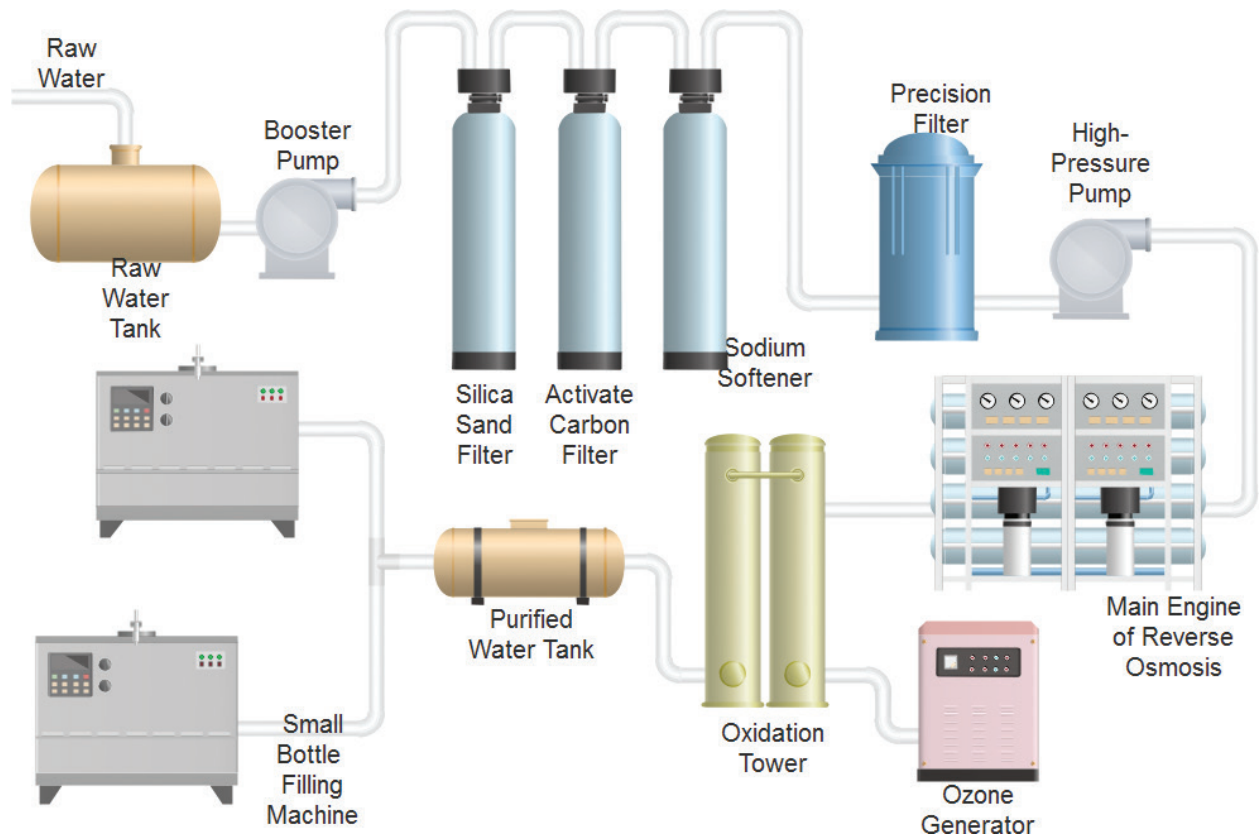 Raw
Water
Booster
Pump
Raw
Water
Tank
Precision
Filter
High-
Pressure
Pump
Silica
Sand
Filter
Activate
Carbon
Filter
Sodium
Softener
Main Engine
of Reverse
Osmosis
Purified
Water Tank
Oxidation
Tower
Ozone
Generator
Small
Bottle
Filling
Machine